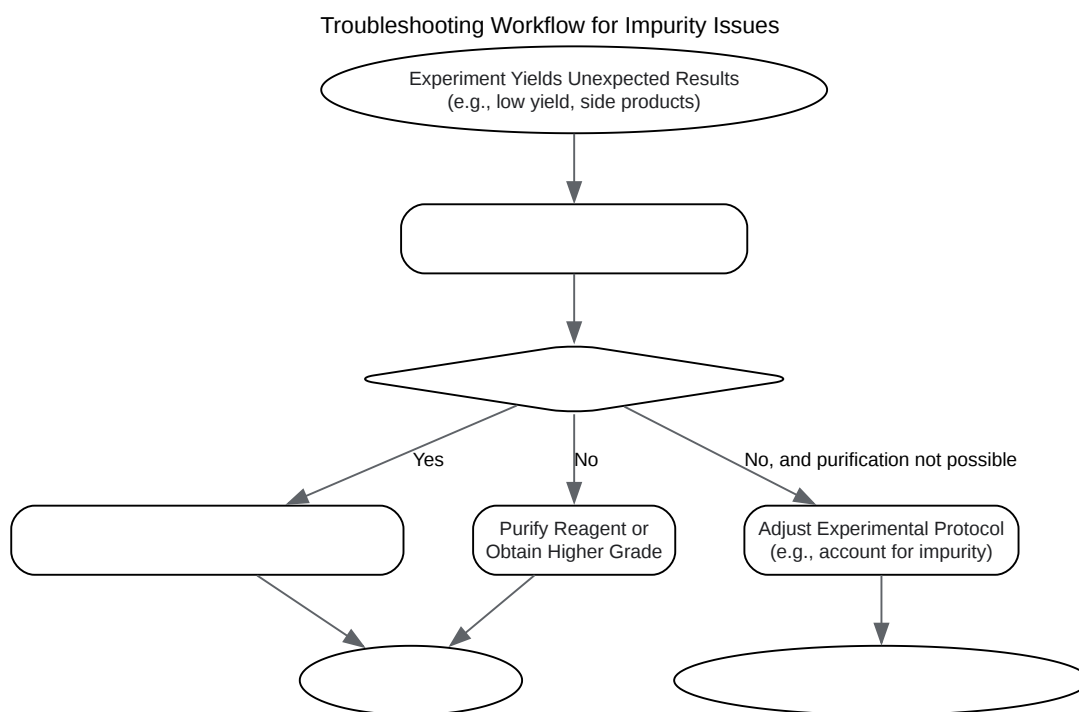 Troubleshooting Workflow for Impurity Issues
Experiment Yields Unexpected Results
(e.g., low yield, side products)
Yes
No
No, and purification not possible
Purify Reagent or
Obtain Higher Grade
Adjust Experimental Protocol
(e.g., account for impurity)